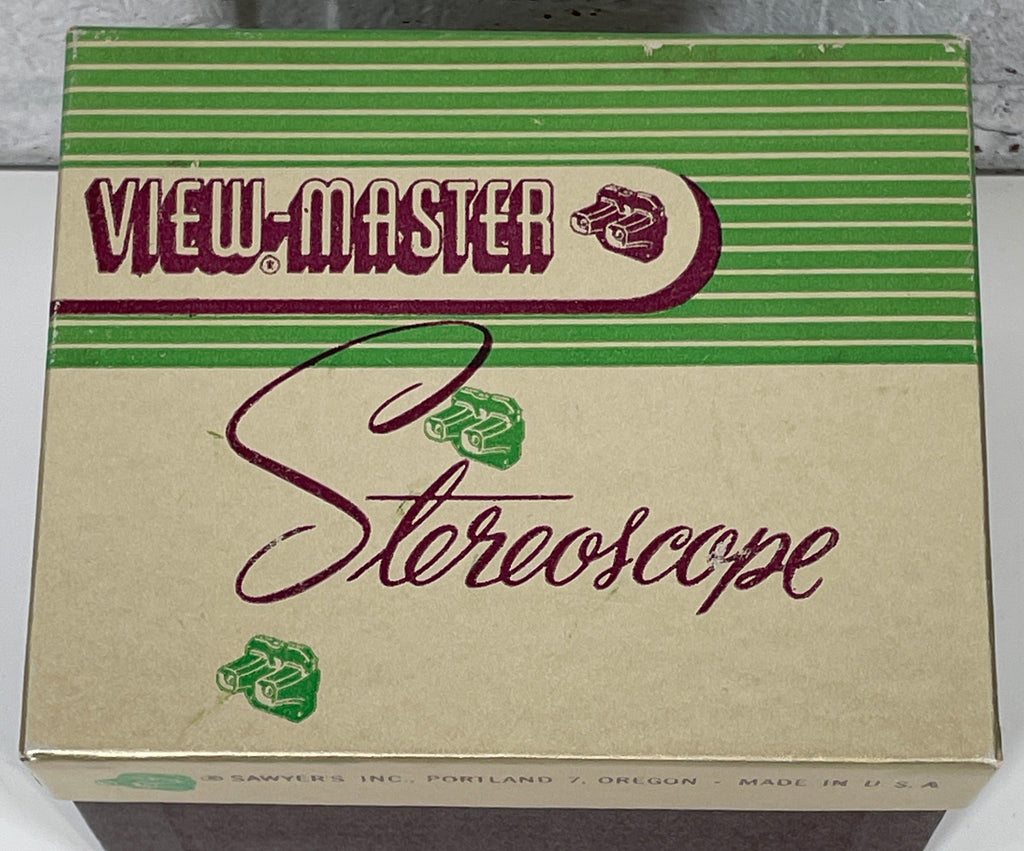 VIEW-MASTER®
Stereoscope
® SAWYER'S INC., PORTLAND 7, OREGON - MADE IN U.S.A